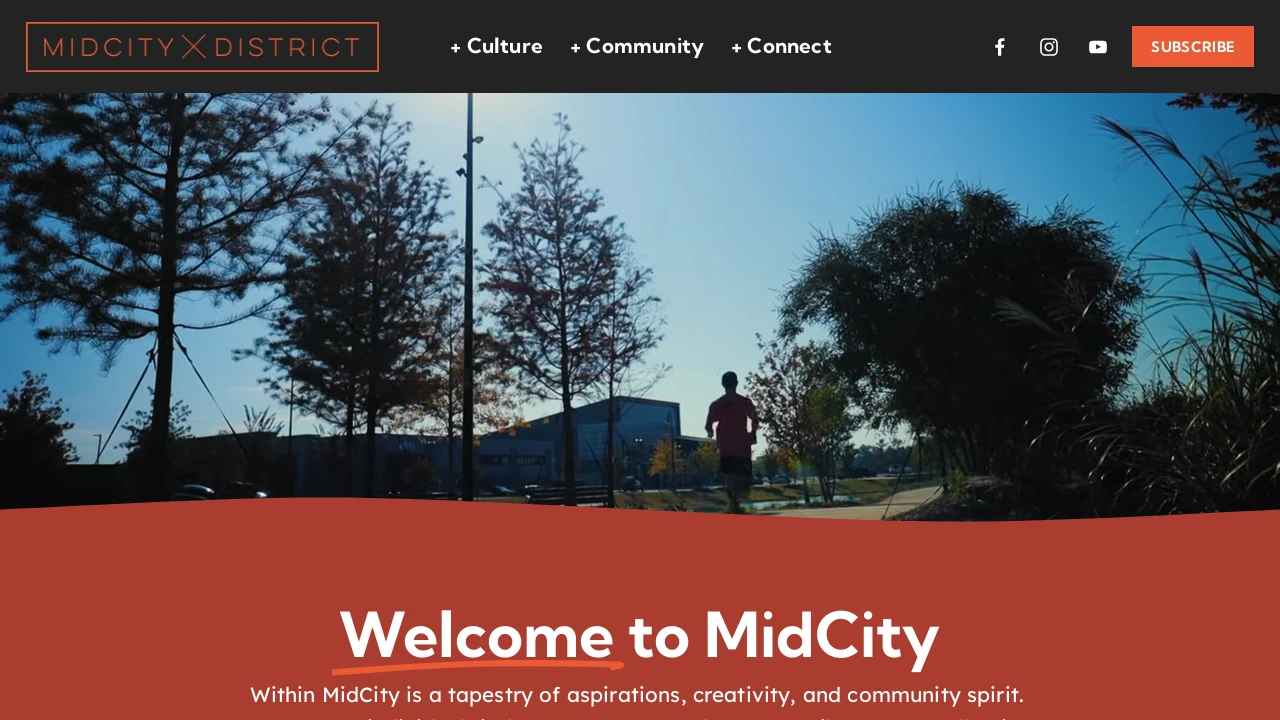 MIDCITY X DISTRICT
+ Culture
+ Community
+ Connect
SUBSCRIBE
Welcome to MidCity
Within MidCity is a tapestry of aspirations, creativity, and community spirit.